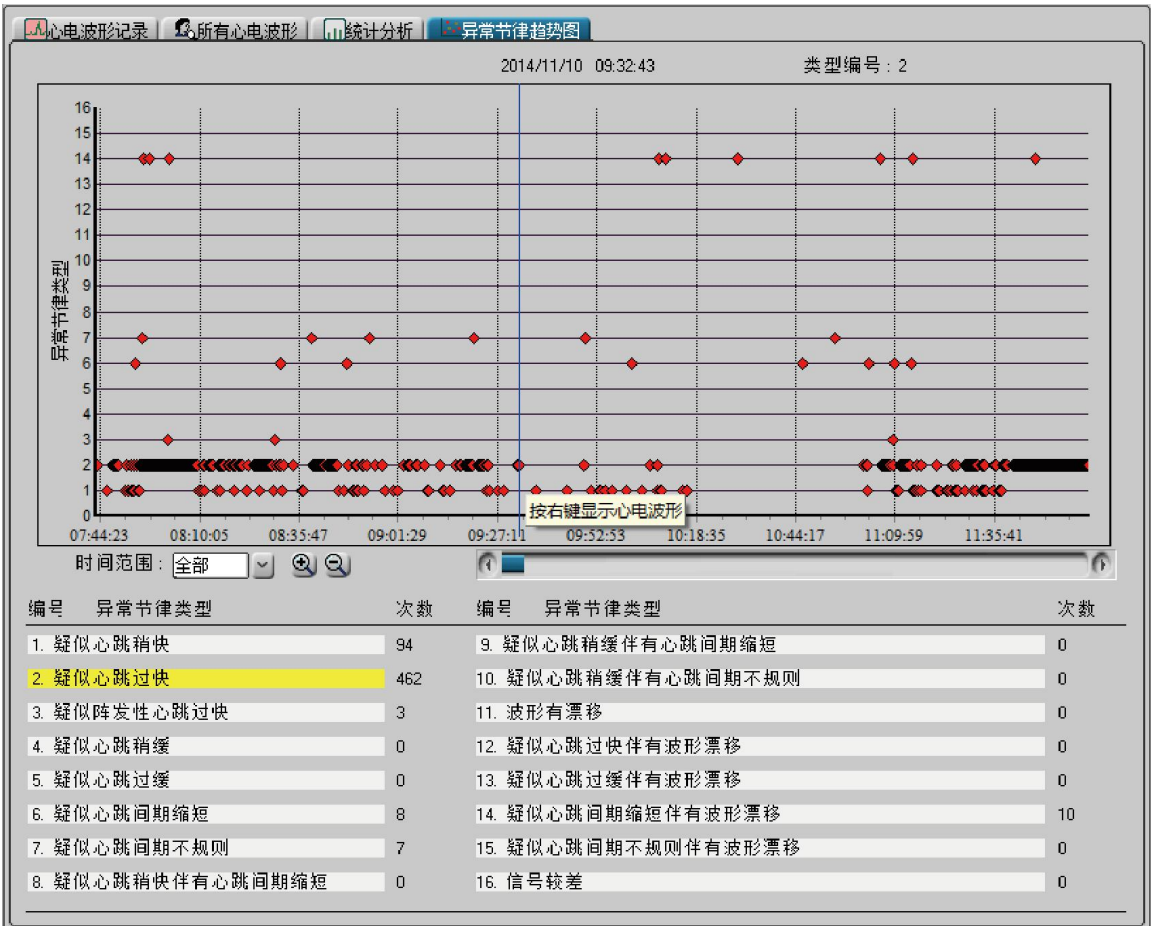 心电波形记录 所有心电波形 统计分析 异常节律趋势图
2014/11/10 09:32:43 类型编号:2
16
15
14
13
12
11
10
9
8
7
6
5
4
3
2
1
0
异常节律类型
按右键显示心电波形
07:44:23 08:10:05 08:35:47 09:01:29 09:27:11 09:52:53 10:18:35 10:44:17 11:09:59 11:35:41
时间范围: 全部
编号 异常节律类型 次数 编号 异常节律类型 次数
1. 疑似心跳稍快 94 9. 疑似心跳稍缓伴有心跳间期缩短 0
2. 疑似心跳过快 462 10. 疑似心跳稍缓伴有心跳间期不规则 0
3. 疑似阵发性心跳过快 3 11. 波形有漂移 0
4. 疑似心跳稍缓 0 12. 疑似心跳过快伴有波形漂移 0
5. 疑似心跳过缓 0 13. 疑似心跳过缓伴有波形漂移 0
6. 疑似心跳间期缩短 8 14. 疑似心跳间期缩短伴有波形漂移 10
7. 疑似心跳间期不规则 7 15. 疑似心跳间期不规则伴有波形漂移 0
8. 疑似心跳稍快伴有心跳间期缩短 0 16. 信号较差 0